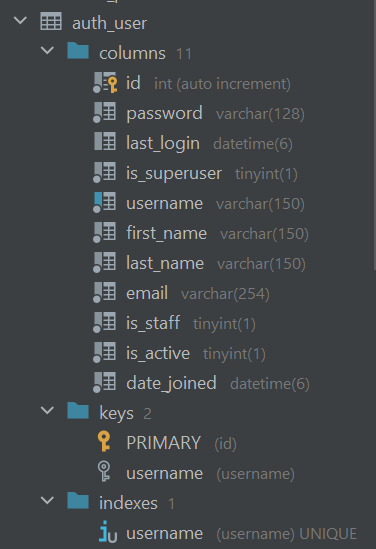 auth_user
columns 11
id int (auto increment)
password varchar(128)
last_login datetime(6)
is_superuser tinyint(1)
username varchar(150)
first_name varchar(150)
last_name varchar(150)
email varchar(254)
is_staff tinyint(1)
is_active tinyint(1)
date_joined datetime(6)
keys 2
PRIMARY (id)
username (username)
indexes 1
username (username) UNIQUE